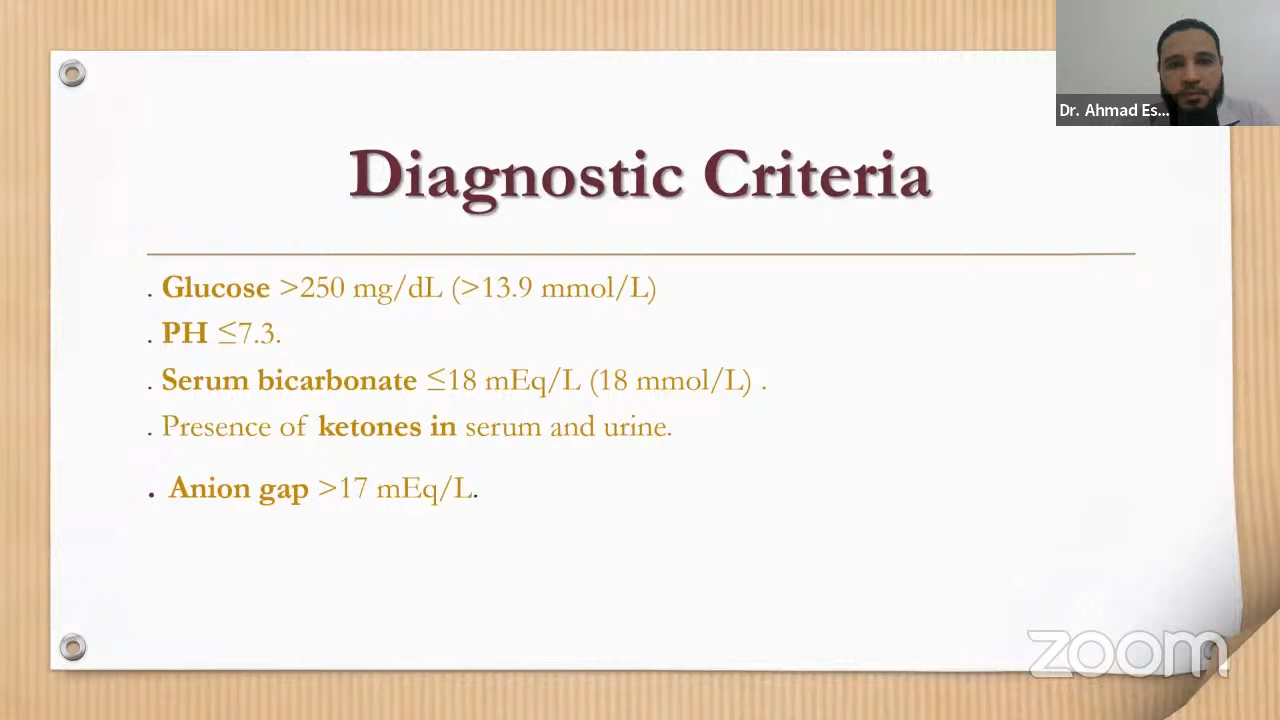 Dr. Ahmad Es...
Diagnostic Criteria
. Glucose >250 mg/dL (>13.9 mmol/L)
. PH ≤7.3.
. Serum bicarbonate ≤18 mEq/L (18 mmol/L) .
. Presence of ketones in serum and urine.
. Anion gap >17 mEq/L.
zoom